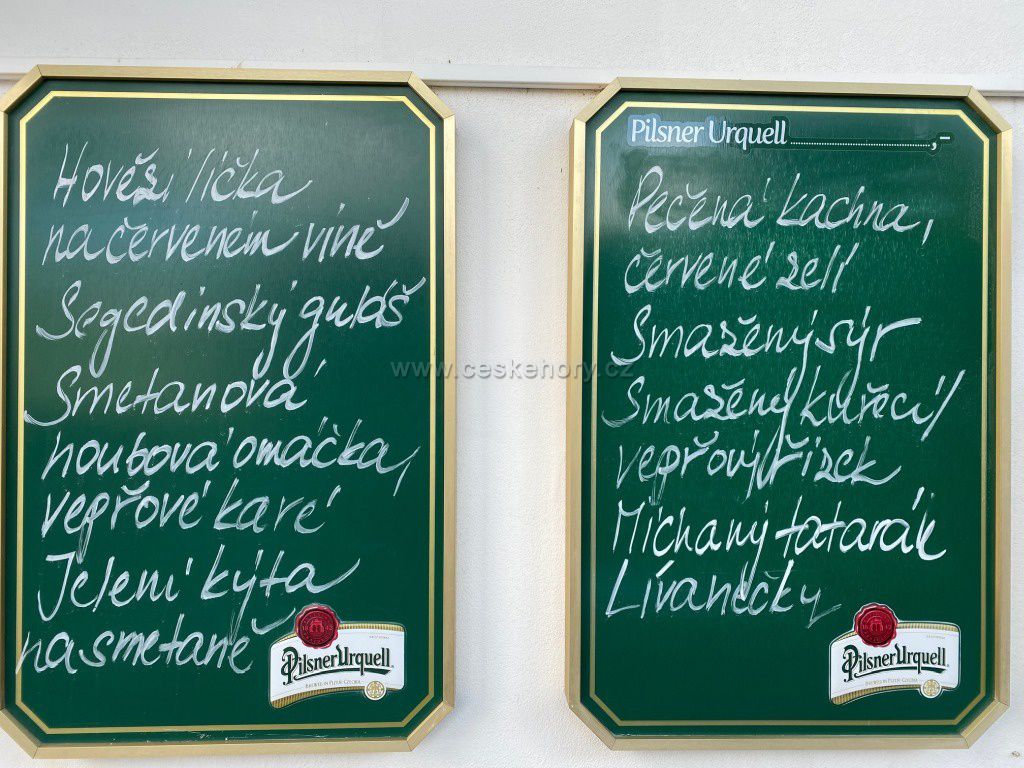 Hovězí líčka
na červeném víně
Segedínský guláš
Smetanová
houbová omáčka,
vepřové karé
Jelení kýta
na smetaně
Pilsner Urquell
Pilsner Urquell ,-
Pečená kachna,
červené zelí
Smažený sýr
Smažený kuřecí/
vepřový řízek
Míchaný tatarák
Lívanečky
Pilsner Urquell
www.ceskehory.cz